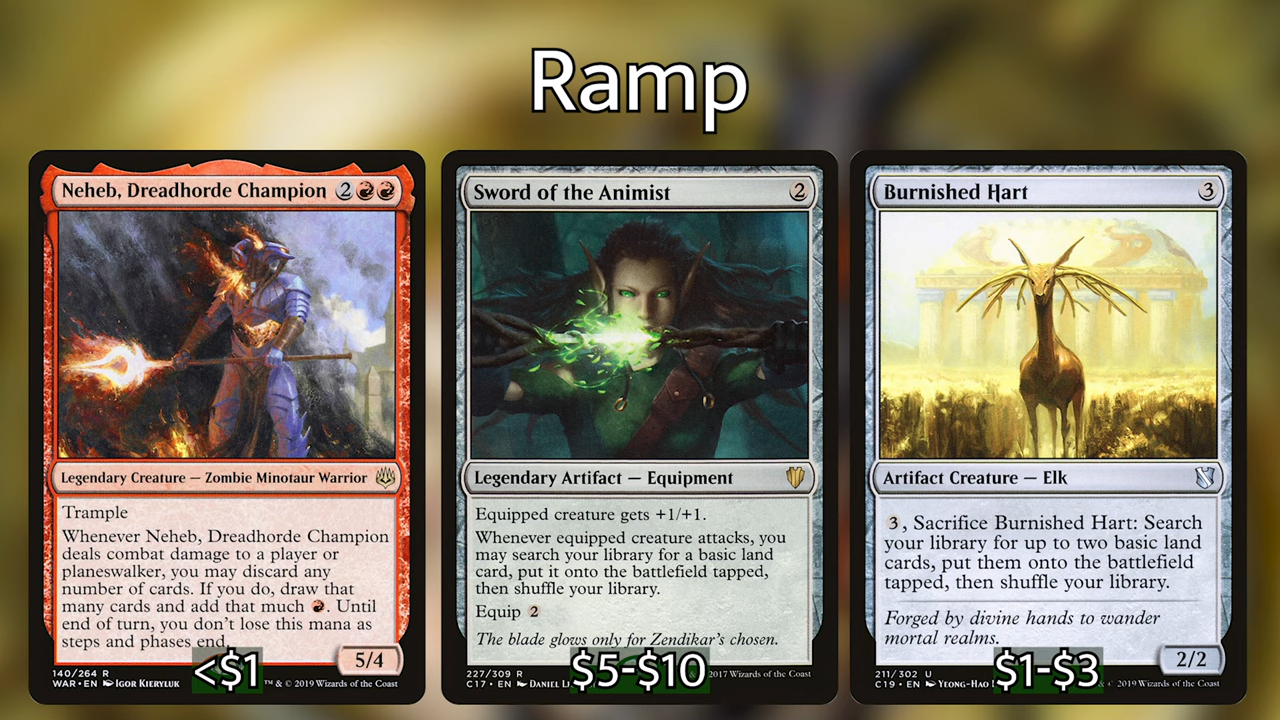 Ramp
Neheb, Dreadhorde Champion 2
Legendary Creature — Zombie Minotaur Warrior
Trample
Whenever Neheb, Dreadhorde Champion
deals combat damage to a player or
planeswalker, you may discard any
number of cards. If you do, draw that
many cards and add that much . Until
end of turn, you don't lose this mana as
steps and phases end.
5/4
<$1
140/264 R
WAR • EN IGOR KIERYLUK ™ & © 2019 Wizards of the Coast
Sword of the Animist 2
Legendary Artifact — Equipment
Equipped creature gets +1/+1.
Whenever equipped creature attacks, you
may search your library for a basic land
card, put it onto the battlefield tapped,
then shuffle your library.
Equip 2
The blade glows only for Zendikar's chosen.
$5-$10
227/309 R
C17 • EN DANIEL 2017 Wizards of the Coast
Burnished Hart 3
Artifact Creature — Elk
3, Sacrifice Burnished Hart: Search
your library for up to two basic land
cards, put them onto the battlefield
tapped, then shuffle your library.
Forged by divine hands to wander
mortal realms.
2/2
$1-$3
211/302 U
C19 • EN YEONG-HAO & © 2019 Wizards of the Coast